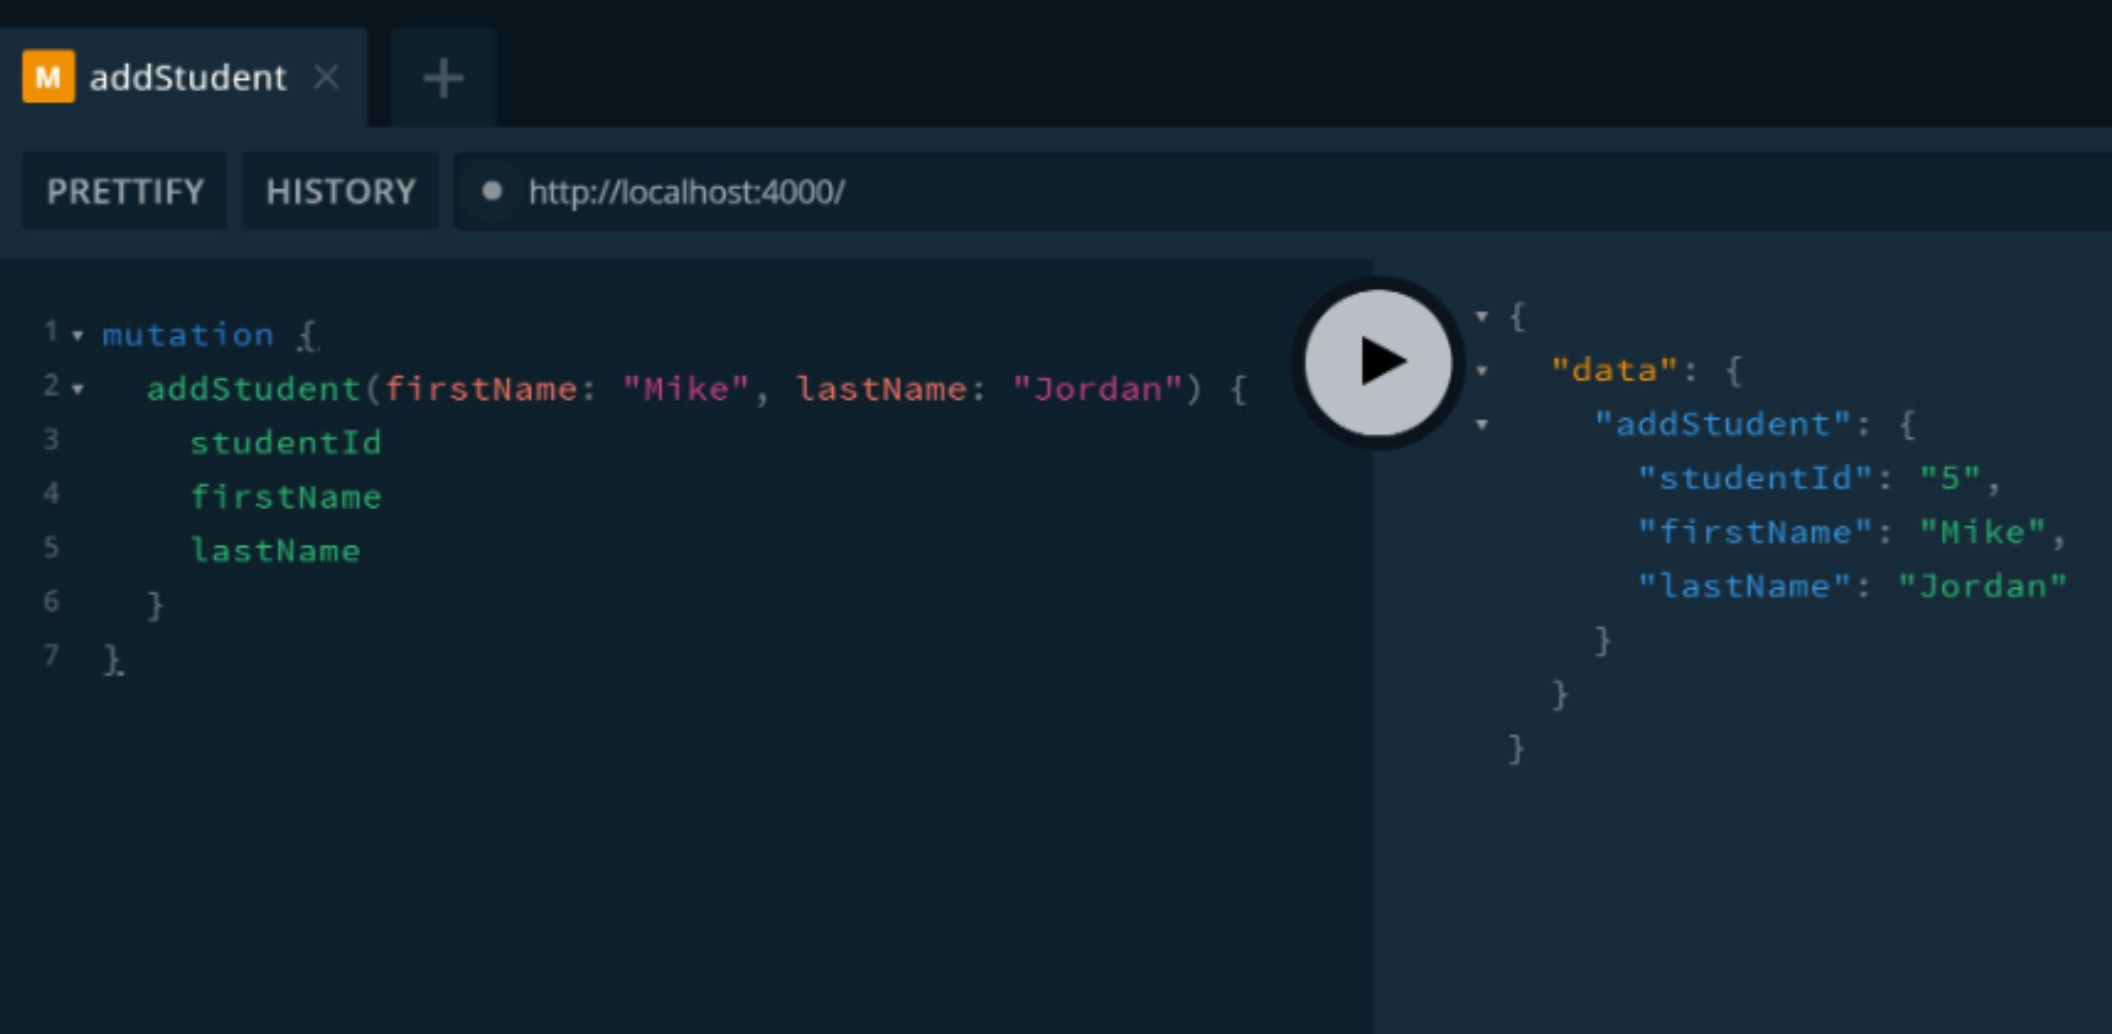 M addStudent ×
PRETTIFY HISTORY http://localhost:4000/
1 mutation {
2 addStudent(firstName: "Mike", lastName: "Jordan") {
3 studentId
4 firstName
5 lastName
6 }
7 }
{
"data": {
"addStudent": {
"studentId": "5",
"firstName": "Mike",
"lastName": "Jordan"
}
}
}